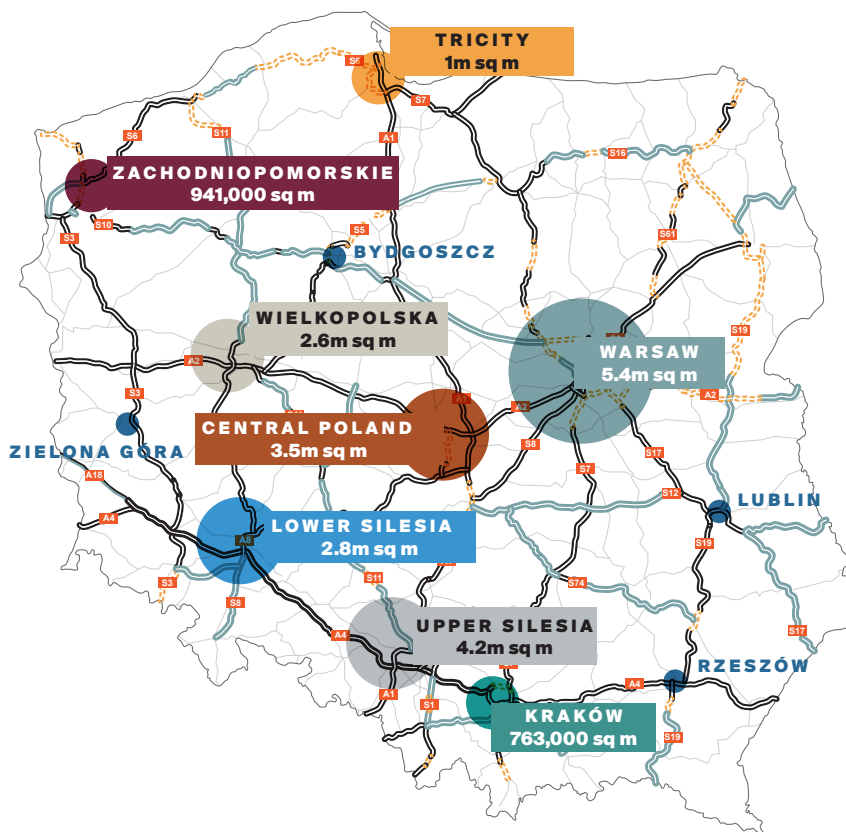 TRICITY
1m sq m
S6
S7
S6
S11
A1
S16
ZACHODNIOPOMORSKIE
941,000 sq m
S3
S10
S5
BYDGOSZCZ
S61
WIELKOPOLSKA
2.6m sq m
S19
WARSAW
5.4m sq m
A2
S3
A2
A1
A2
CENTRAL POLAND
3.5m sq m
S8
S7
S17
ZIELONA GÓRA
A18
A4
S12
LUBLIN
LOWER SILESIA
2.8m sq m
A8
S19
S3
S8
S11
S74
UPPER SILESIA
4.2m sq m
A4
S17
RZESZÓW
A1
S1
A4
KRAKÓW
763,000 sq m
S19